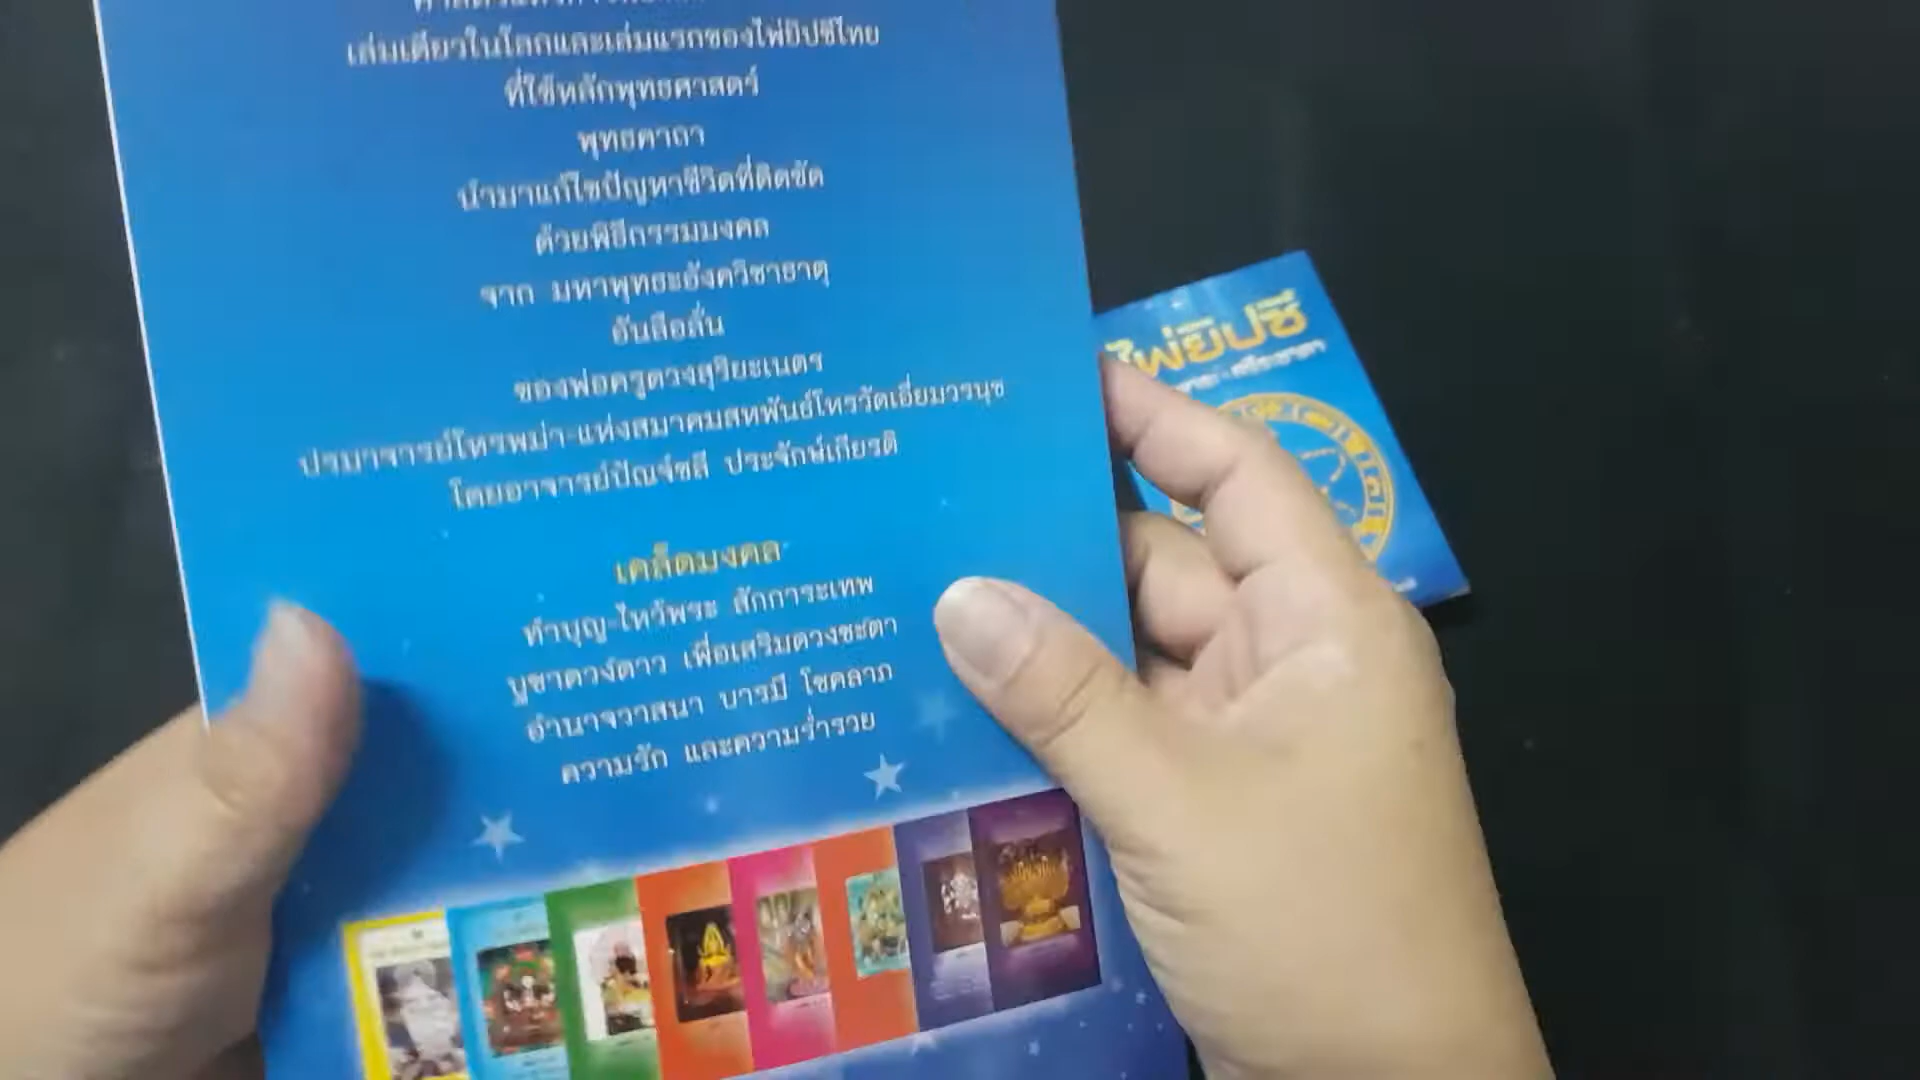 เล่มเดียวในโลกและเล่มแรกของไพ่ยิปซีไทย
ที่ใช้หลักพุทธศาสตร์
พุทธคาถา
นำมาแก้ไขปัญหาชีวิตที่ติดขัด
ด้วยพิธีกรรมมงคล
จาก มหาพุทธะอังควิชาธาตุ
อันลือลั่น
ของพ่อครูดวงสุริยะเนตร
ปรมาจารย์โหรพม่า-แห่งสมาคมสหพันธ์โหรวัดเอี่ยมวรนุช
โดยอาจารย์ปัณจ์ชลี ประจักษ์เกียรติ
เคล็ดมงคล
ทำบุญ-ไหว้พระ สักการะเทพ
บูชาดวงดาว เพื่อเสริมดวงชะตา
อำนาจวาสนา บารมี โชคลาภ
ความรัก และความร่ำรวย
ไพ่ยิปซี